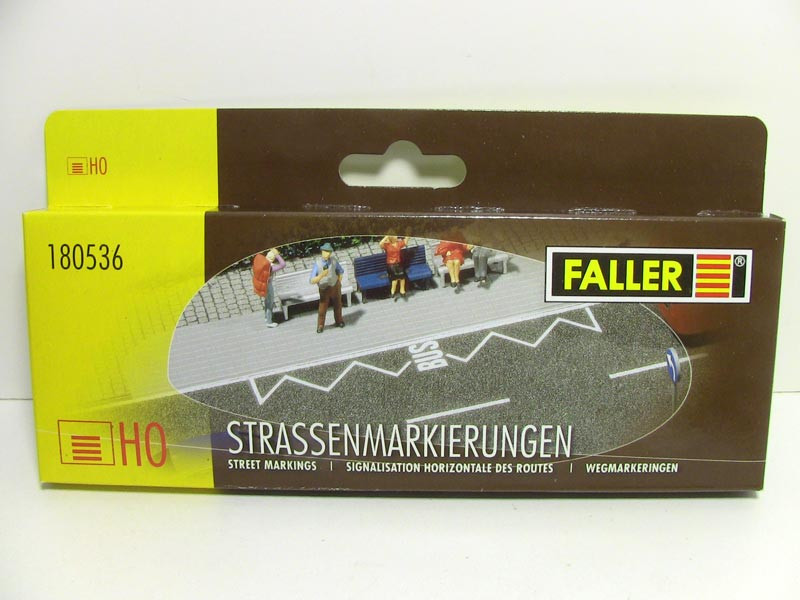 HO
180536
FALLER ®
BUS
HO
STRASSENMARKIERUNGEN
STREET MARKINGS | SIGNALISATION HORIZONTALE DES ROUTES | WEGMARKERINGEN